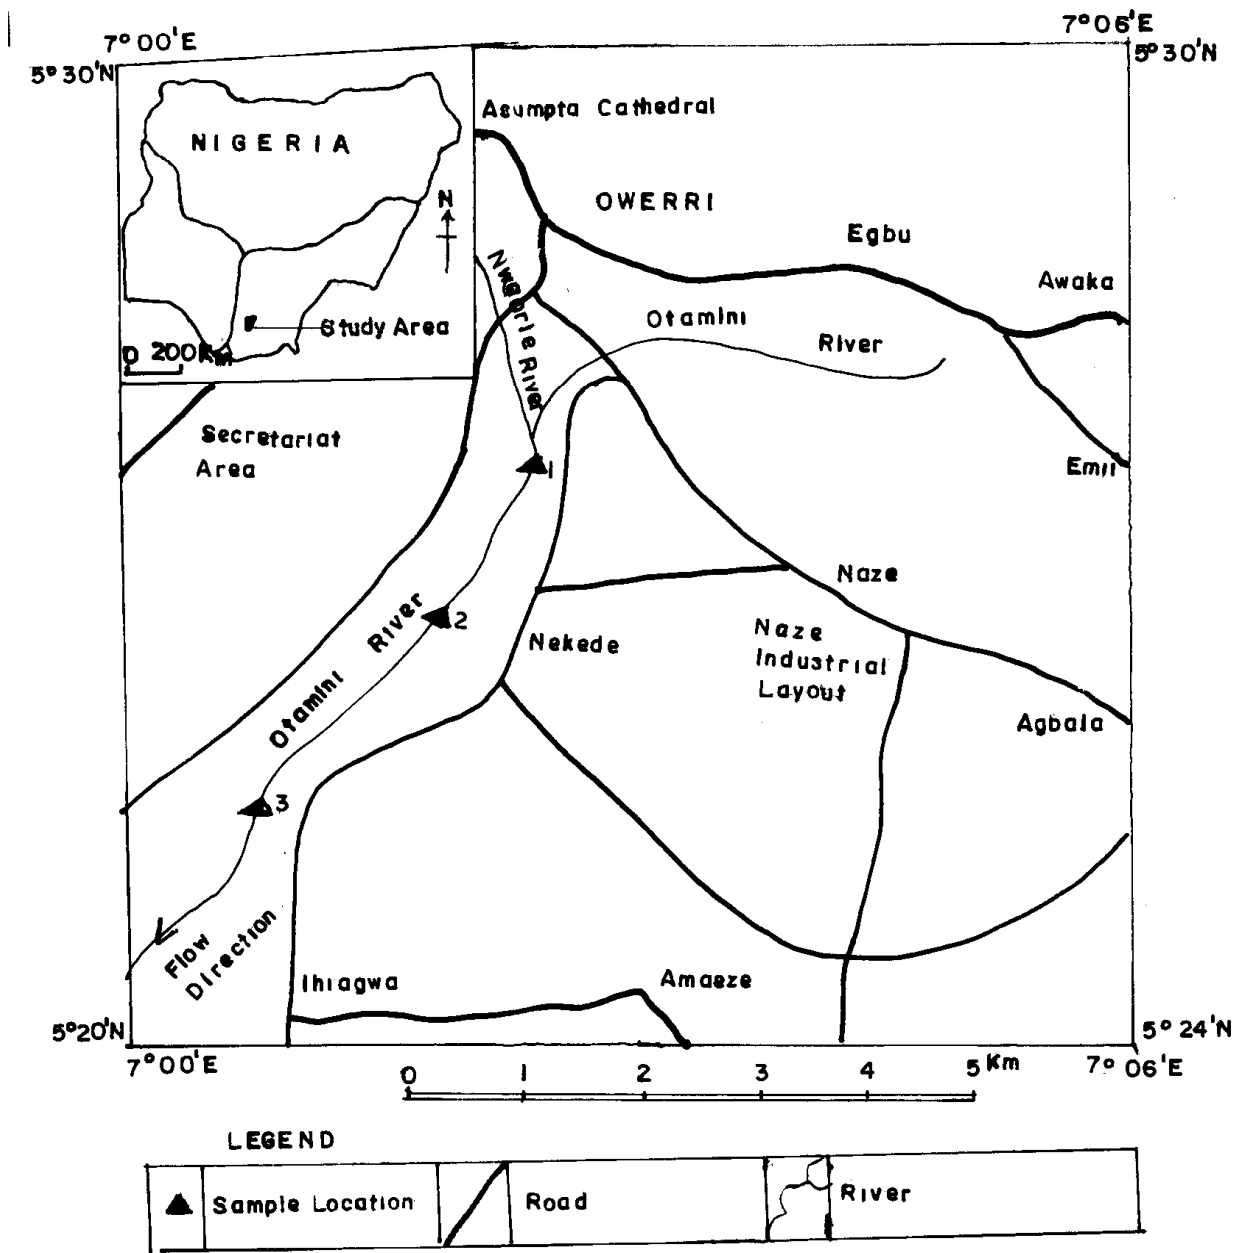 7°00'E
7°06'E
5°30'N
5°30'N
NIGERIA
N
Study Area
0 200Km
Asumpta Cathedral
OWERRI
Egbu
Awaka
Nworie River
Otamini River
Emii
Secretariat
Area
1
Naze
Otamini River
2
Nekede
Naze
Industrial
Layout
Agbala
3
Flow
Direction
Ihiagwa
Amaeze
5°20'N
5°24'N
7°00'E
7°06'E
0 1 2 3 4 5 Km
LEGEND
Sample Location
Road
River